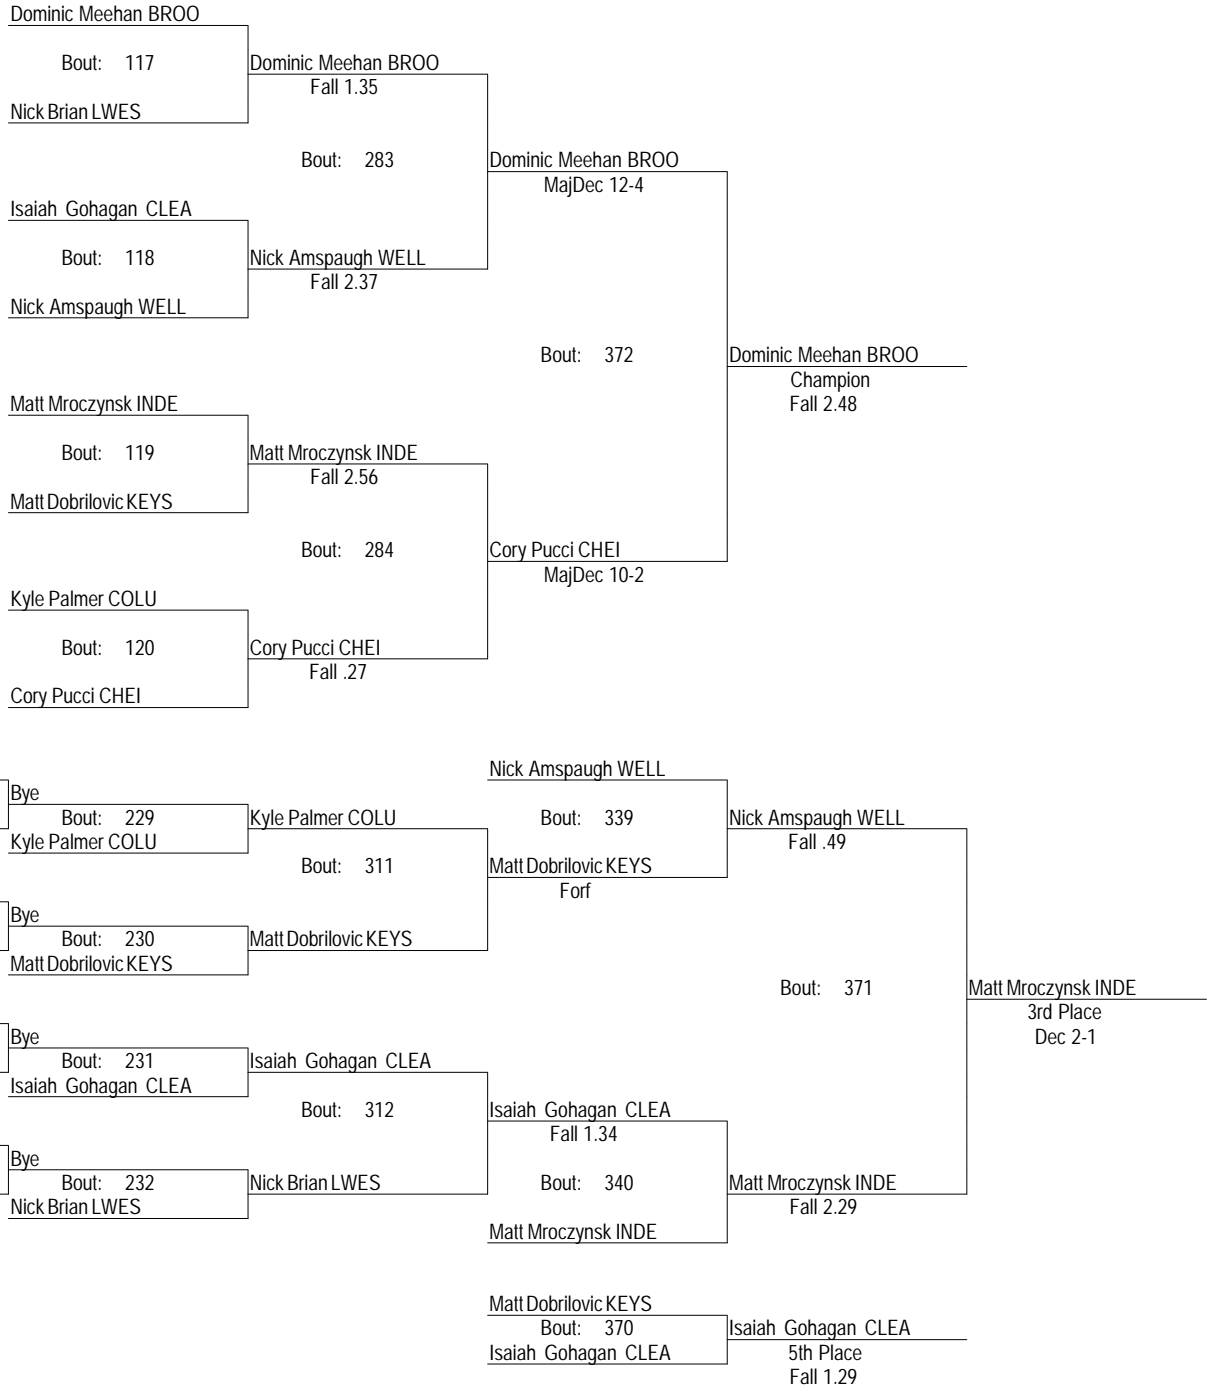 Dominic Meehan BROO
Bout: 117
Dominic Meehan BROO
Fall 1.35
Nick Brian LWES
Bout: 283
Dominic Meehan BROO
MajDec 12-4
Isaiah Gohagan CLEA
Bout: 118
Nick Amspaugh WELL
Fall 2.37
Nick Amspaugh WELL
Bout: 372
Dominic Meehan BROO
Champion
Fall 2.48
Matt Mroczynsk INDE
Bout: 119
Matt Mroczynsk INDE
Fall 2.56
Matt Dobrilovic KEYS
Bout: 284
Cory Pucci CHEI
MajDec 10-2
Kyle Palmer COLU
Bout: 120
Cory Pucci CHEI
Fall .27
Cory Pucci CHEI
Nick Amspaugh WELL
Bye
Bout: 229
Kyle Palmer COLU
Bout: 339
Nick Amspaugh WELL
Fall .49
Kyle Palmer COLU
Bout: 311
Matt Dobrilovic KEYS
Forf
Bye
Bout: 230
Matt Dobrilovic KEYS
Matt Dobrilovic KEYS
Bout: 371
Matt Mroczynsk INDE
3rd Place
Dec 2-1
Bye
Bout: 231
Isaiah Gohagan CLEA
Isaiah Gohagan CLEA
Bout: 312
Isaiah Gohagan CLEA
Fall 1.34
Bye
Bout: 232
Nick Brian LWES
Bout: 340
Matt Mroczynsk INDE
Fall 2.29
Nick Brian LWES
Matt Mroczynsk INDE
Matt Dobrilovic KEYS
Bout: 370
Isaiah Gohagan CLEA
Isaiah Gohagan CLEA
5th Place
Fall 1.29